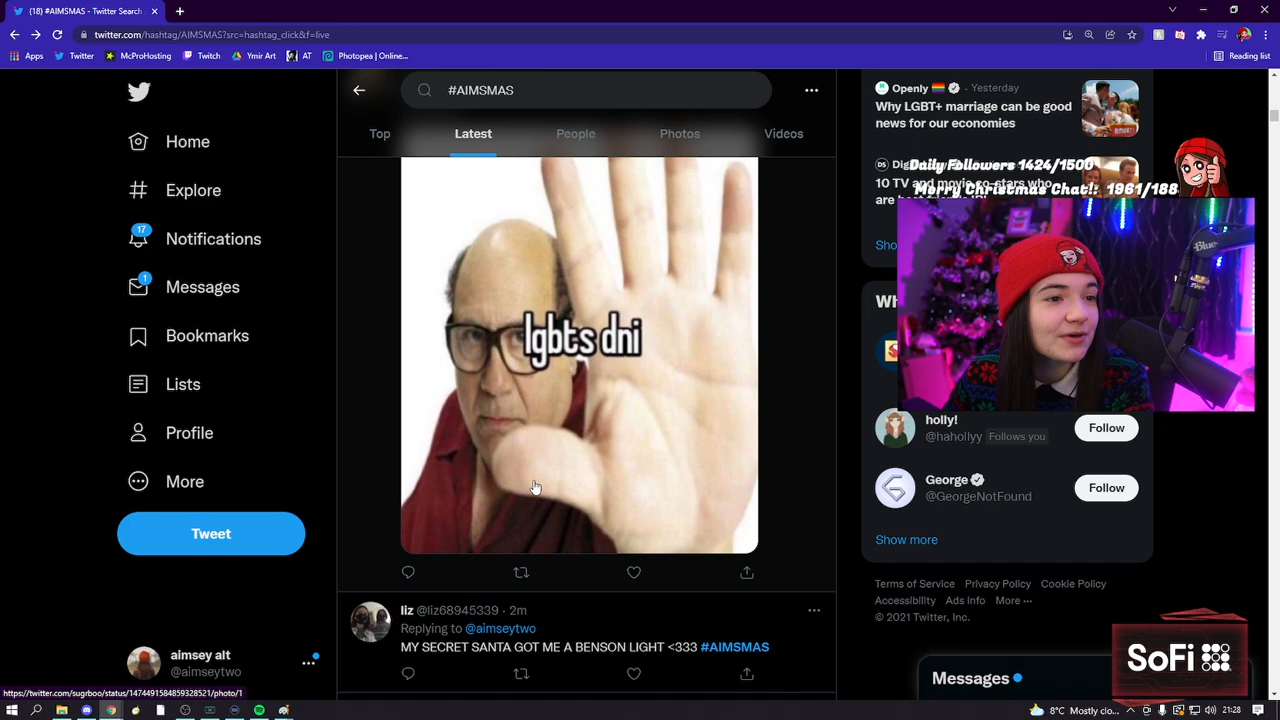 (18) #AIMSMAS - Twitter Search
twitter.com/hashtag/AIMSMAS?src=hashtag_click&f=live
Apps
Twitter
McProHosting
Twitch
Ymir Art
AT
Photopea | Online...
Reading list
#AIMSMAS
Top
Latest
People
Photos
Videos
Home
Explore
17
Notifications
1
Messages
Bookmarks
Lists
Profile
More
Tweet
aimsey alt
@aimseytwo
lgbts dni
liz @liz68945339 · 2m
Replying to @aimseytwo
MY SECRET SANTA GOT ME A BENSON LIGHT <333 #AIMSMAS
Openly Yesterday
Why LGBT+ marriage can be good
news for our economies
Daily Followers 1424/1500
10 TV and movie co-stars who
Merry Christmas Chat!: 1961/188
Blue
holly!
@hahollyy Follows you
Follow
George
@GeorgeNotFound
Follow
Show more
Terms of Service Privacy Policy Cookie Policy
Accessibility Ads info More ···
© 2021 Twitter, Inc.
SoFi
Messages
https://twitter.com/sugrboo/status/1474491584859328521/photo/1
8°C Mostly clo...
21:28